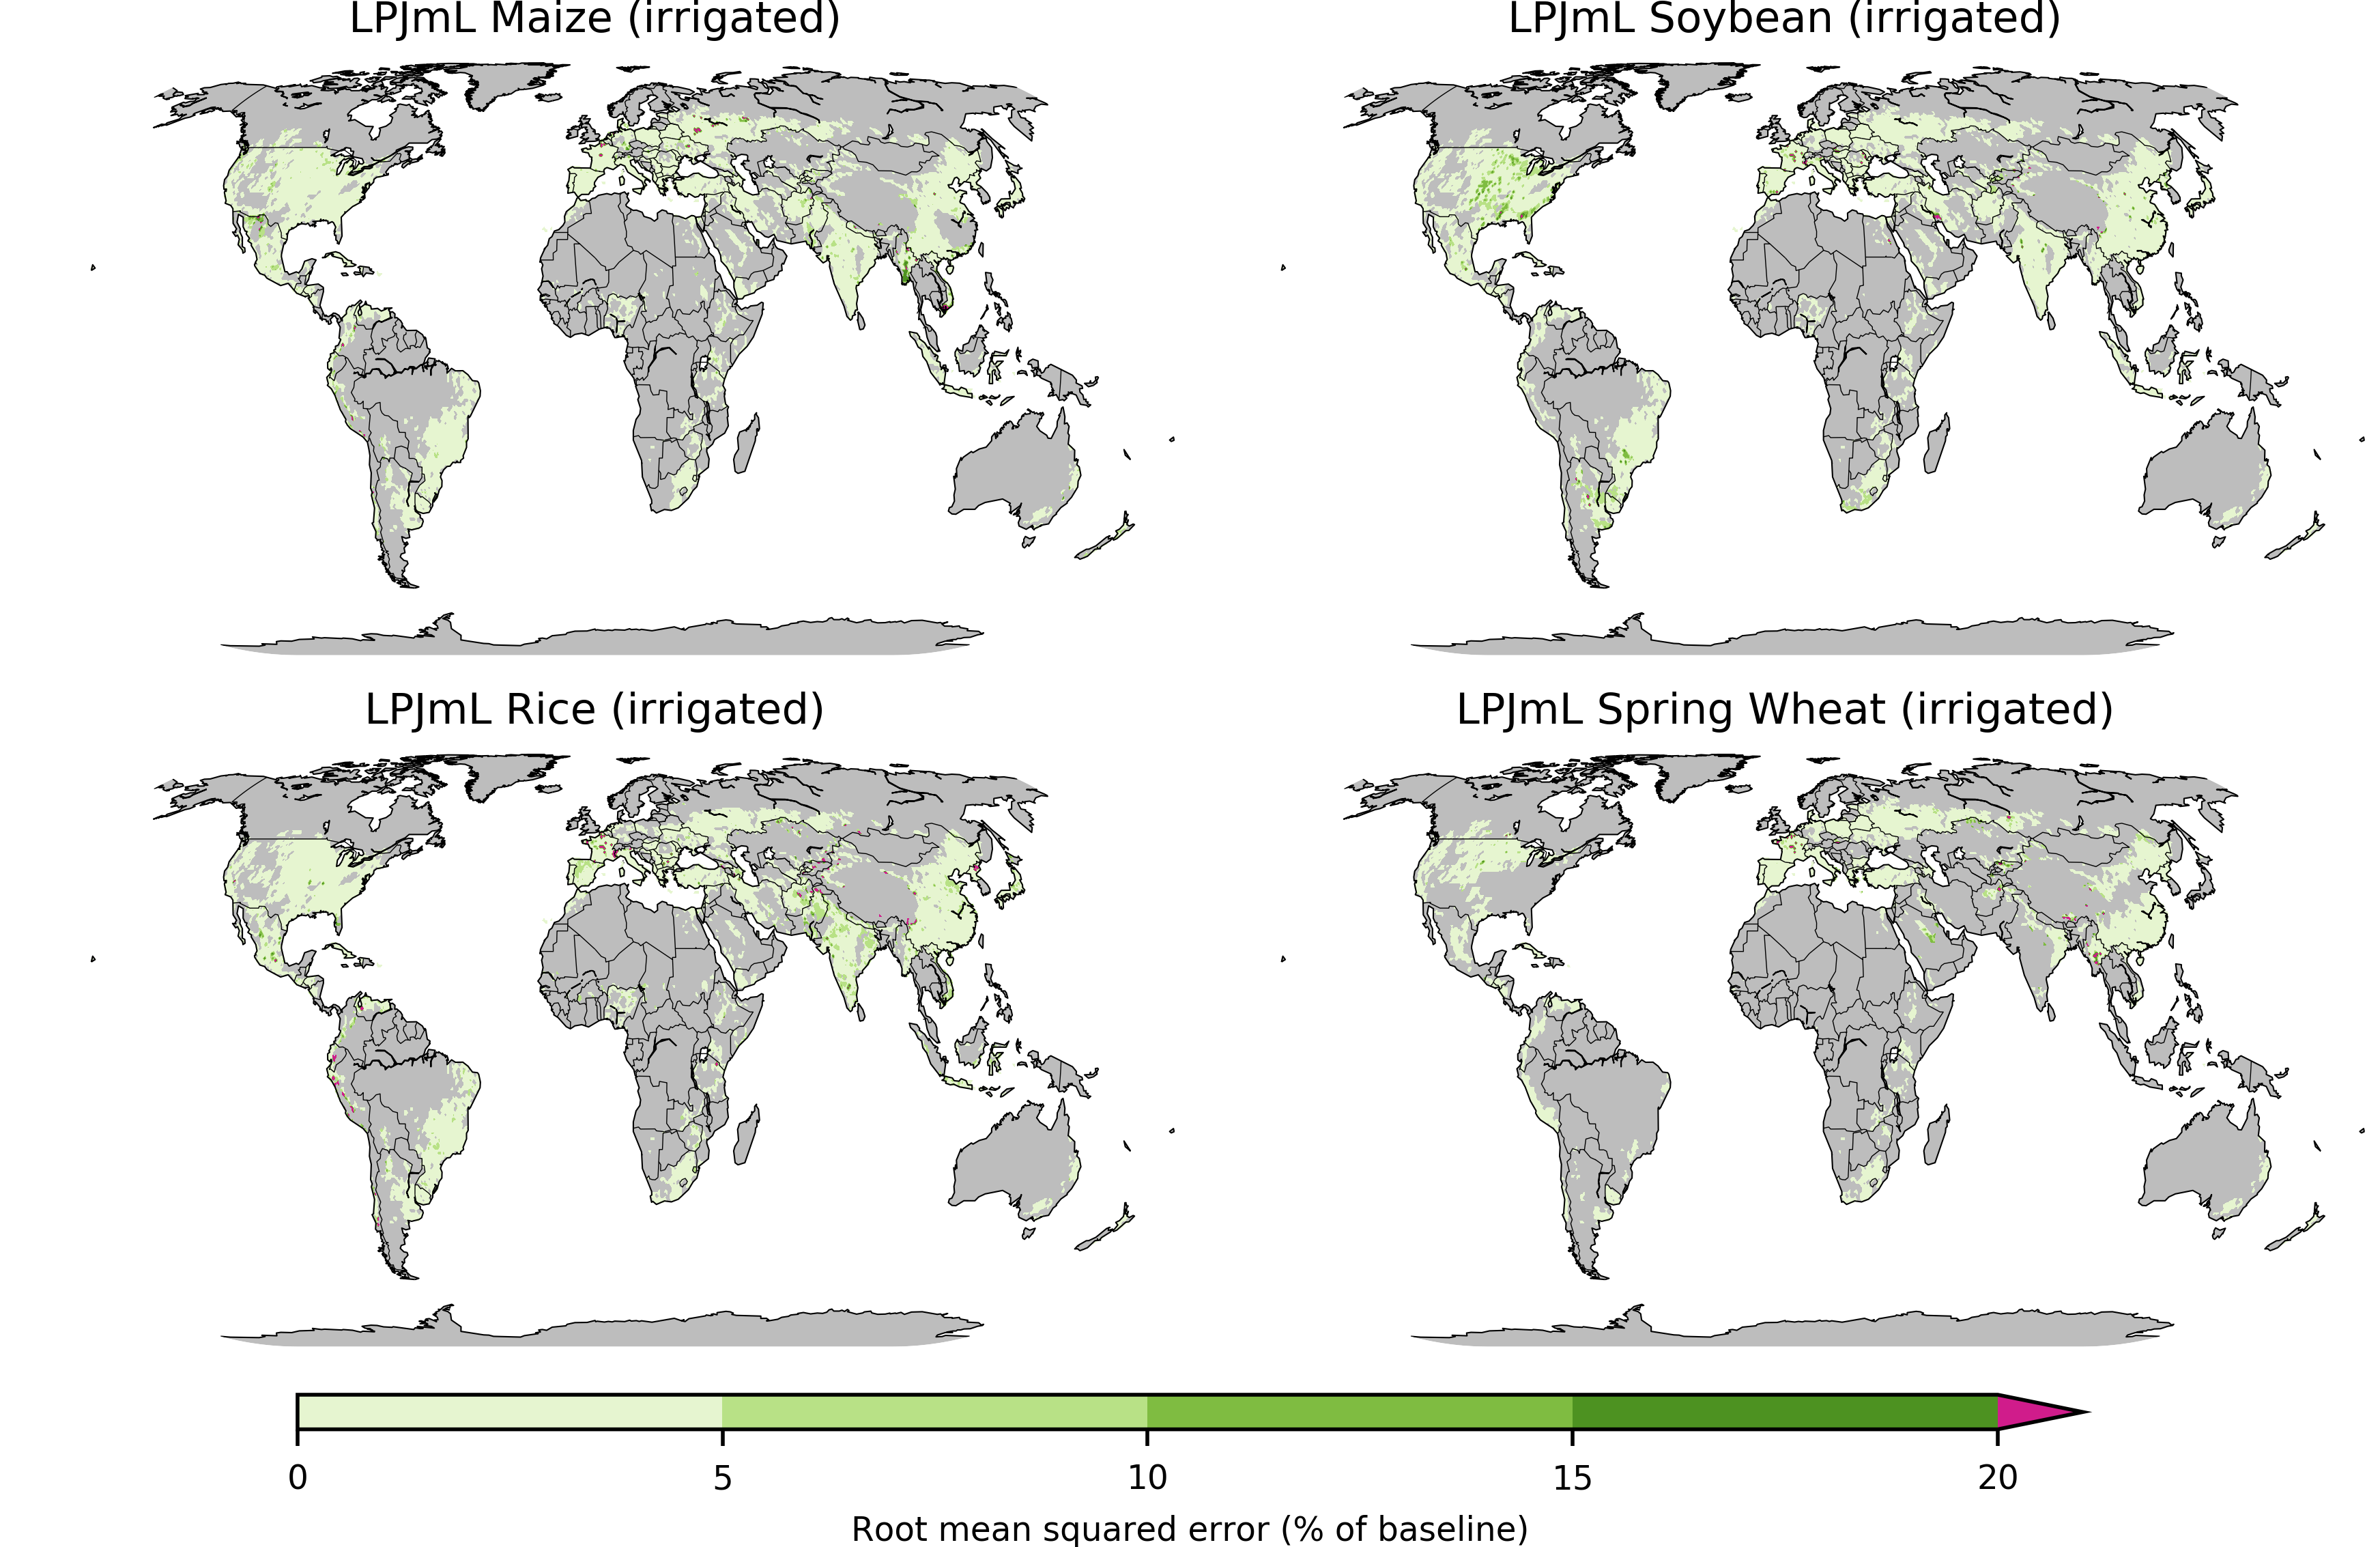 LPJmL Maize (irrigated)
LPJmL Soybean (irrigated)
LPJmL Rice (irrigated)
LPJmL Spring Wheat (irrigated)
0 5 10 15 20
Root mean squared error (% of baseline)